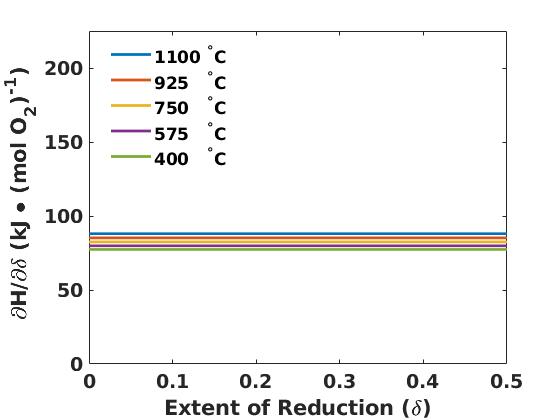 1100 °C
925 °C
750 °C
575 °C
400 °C
200
150
100
50
0
0 0.1 0.2 0.3 0.4 0.5
Extent of Reduction (δ)
∂H/∂δ (kJ • (mol O₂)⁻¹)